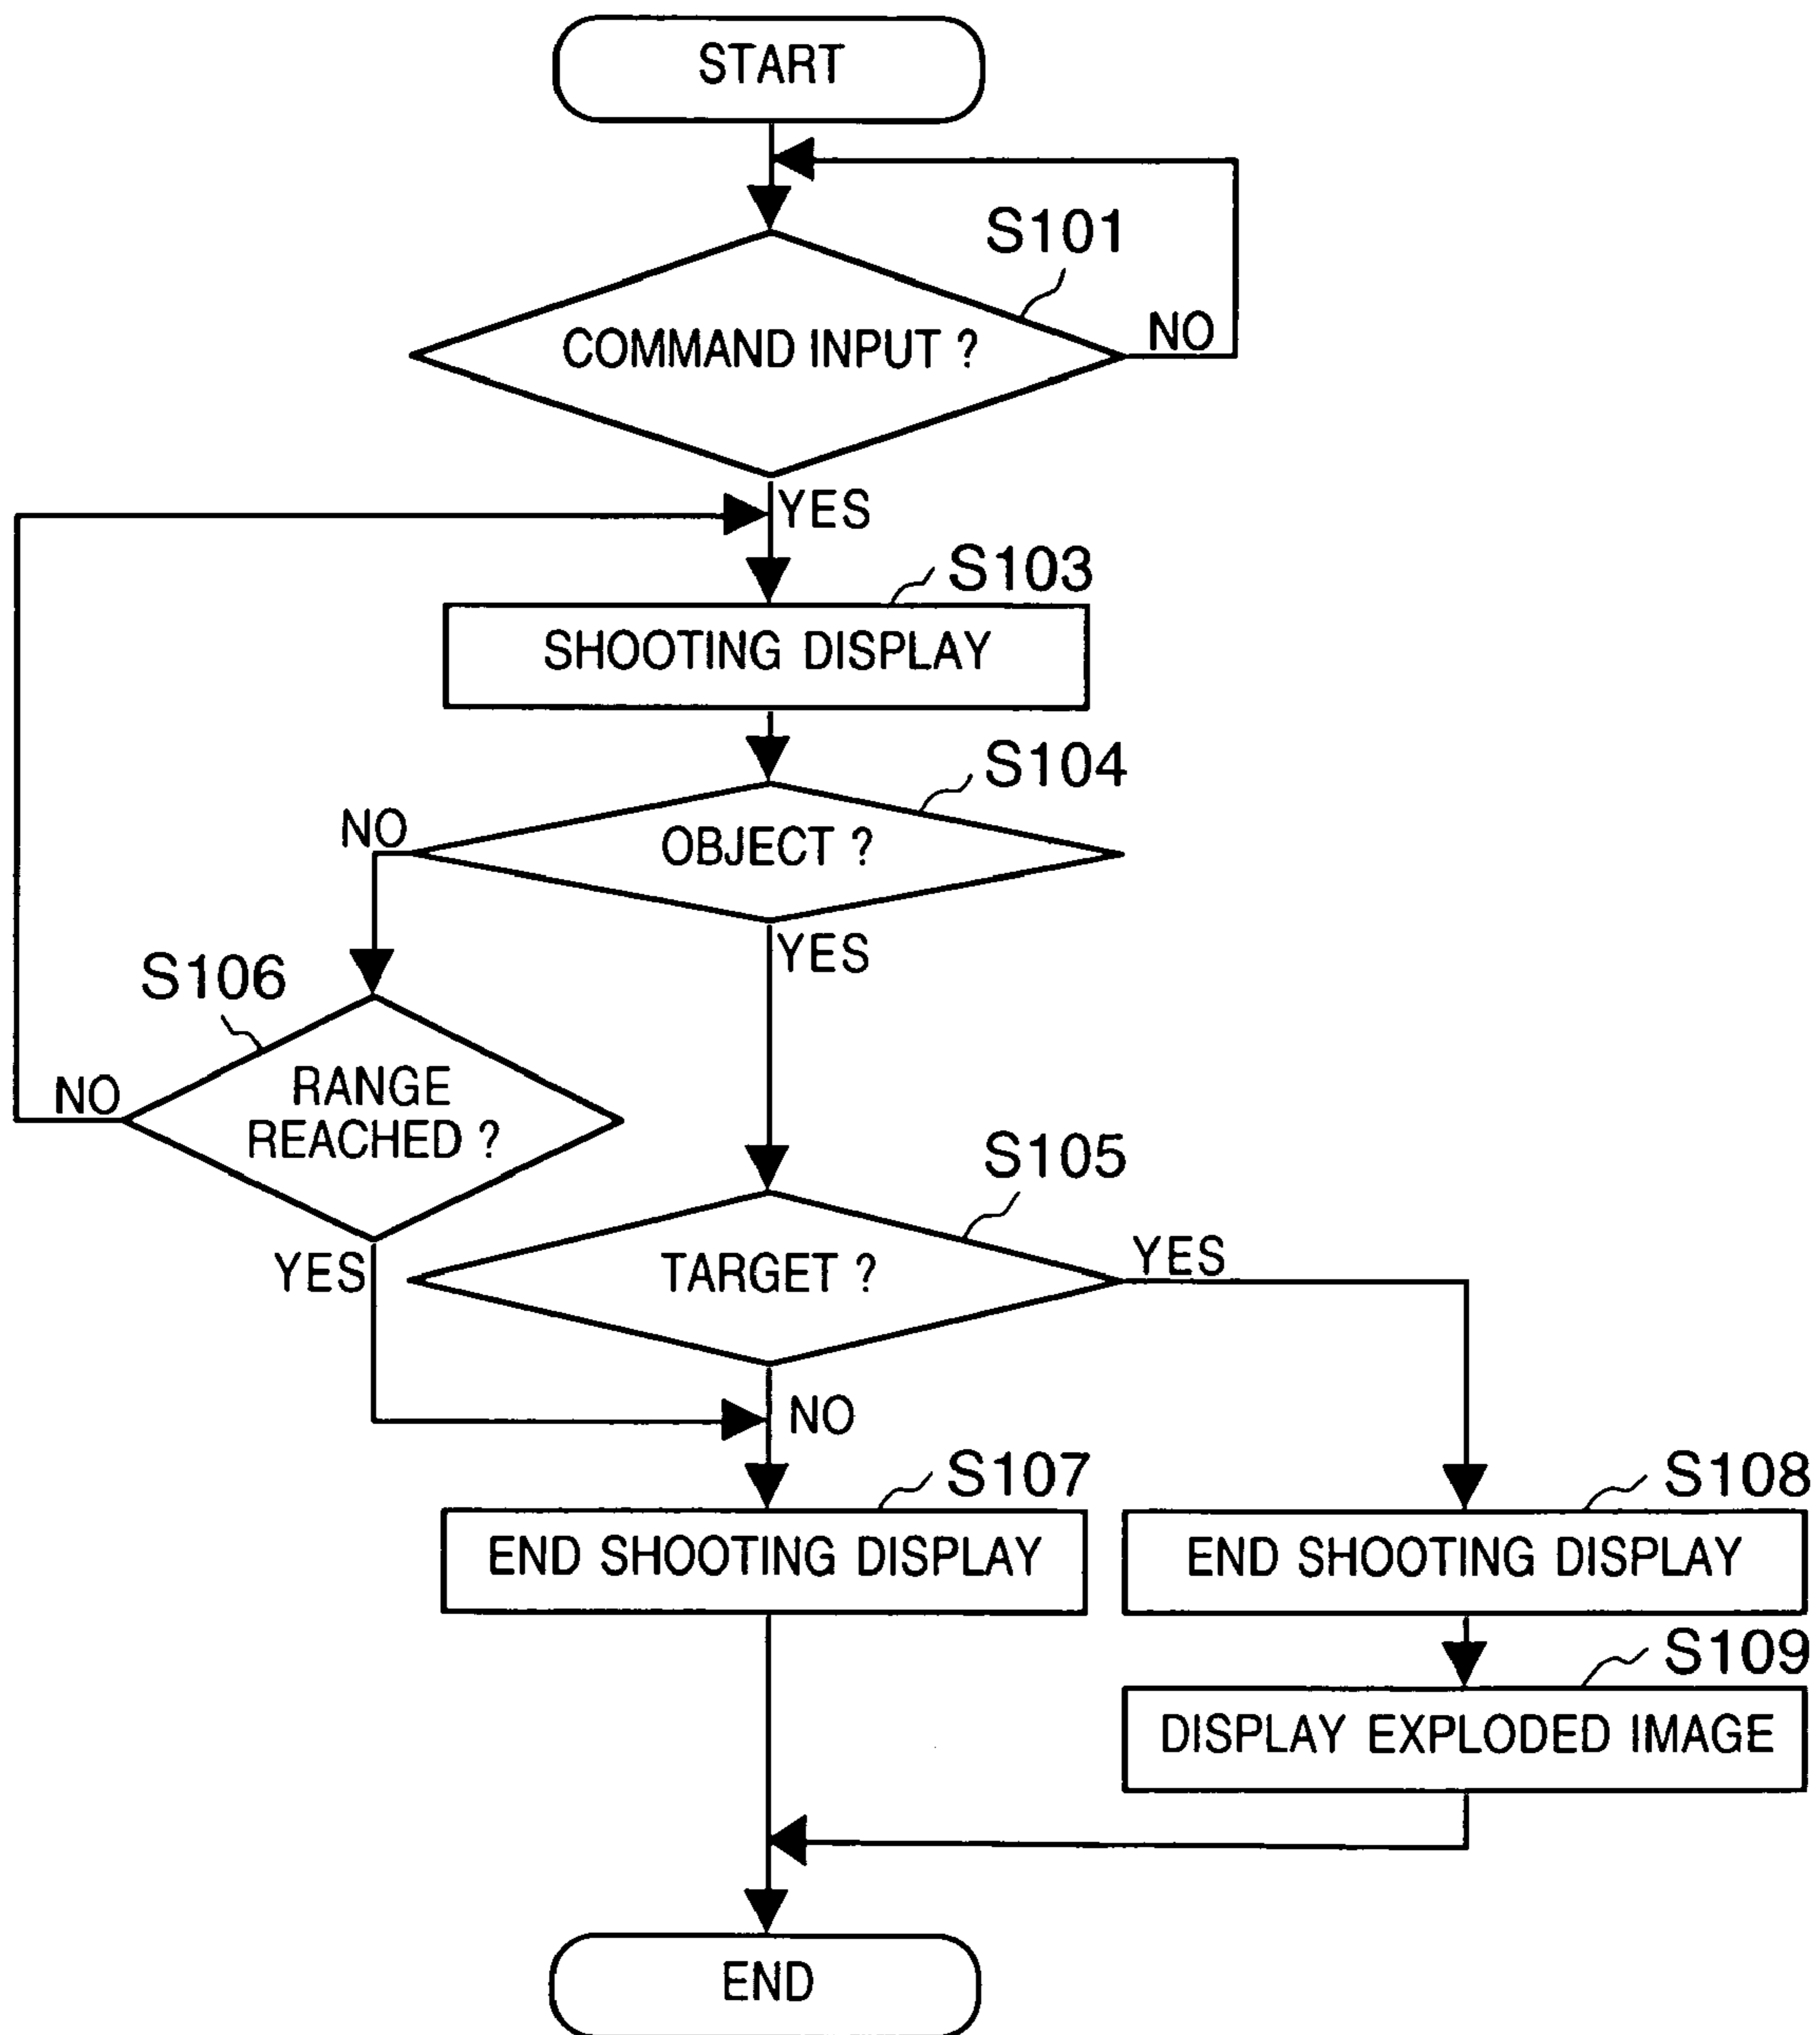 START
S101
COMMAND INPUT ?
NO
YES
S103
SHOOTING DISPLAY
S104
NO
OBJECT ?
YES
S106
NO
RANGE
REACHED ?
S105
YES
TARGET ?
YES
NO
S107
S108
END SHOOTING DISPLAY
END SHOOTING DISPLAY
S109
DISPLAY EXPLODED IMAGE
END